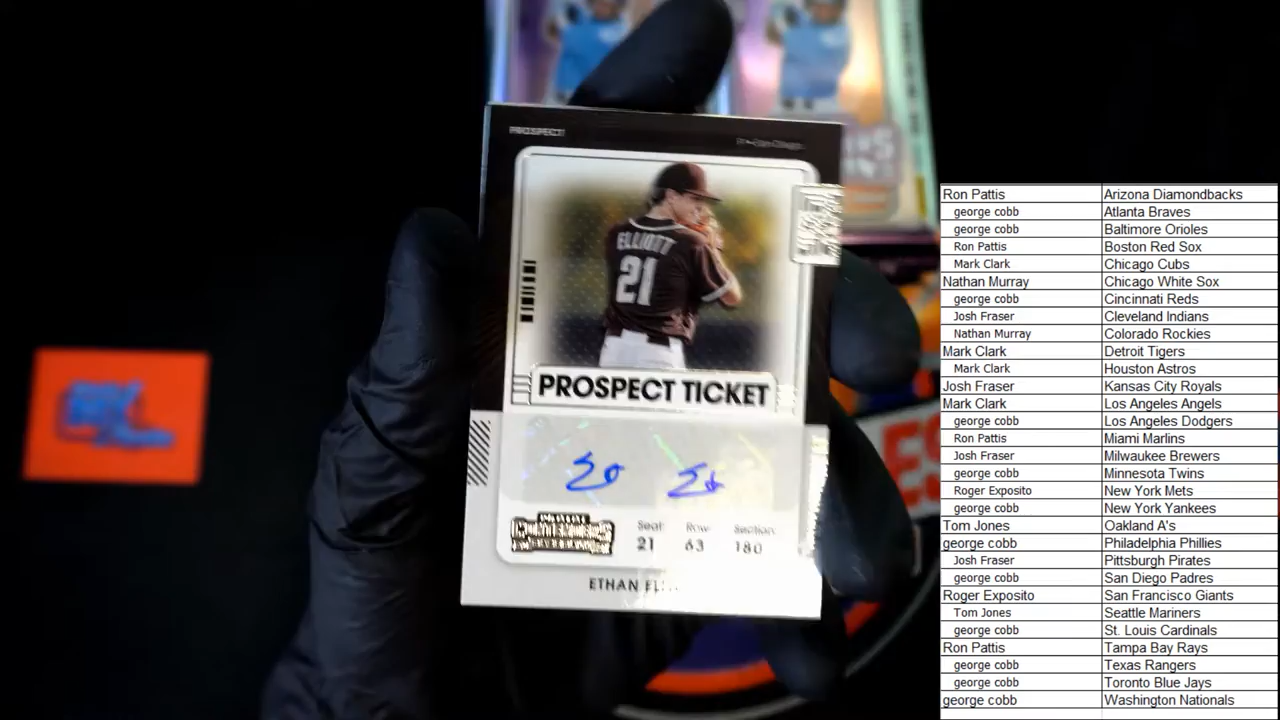 PROSPECT
ELLIOTT
21
PROSPECT TICKET
Seat: Row: Section:
21 63 180
ETHAN
Ron Pattis Arizona Diamondbacks
george cobb Atlanta Braves
george cobb Baltimore Orioles
Ron Pattis Boston Red Sox
Mark Clark Chicago Cubs
Nathan Murray Chicago White Sox
george cobb Cincinnati Reds
Josh Fraser Cleveland Indians
Nathan Murray Colorado Rockies
Mark Clark Detroit Tigers
Mark Clark Houston Astros
Josh Fraser Kansas City Royals
Mark Clark Los Angeles Angels
george cobb Los Angeles Dodgers
Ron Pattis Miami Marlins
Josh Fraser Milwaukee Brewers
george cobb Minnesota Twins
Roger Exposito New York Mets
george cobb New York Yankees
Tom Jones Oakland A's
george cobb Philadelphia Phillies
Josh Fraser Pittsburgh Pirates
george cobb San Diego Padres
Roger Exposito San Francisco Giants
Tom Jones Seattle Mariners
george cobb St. Louis Cardinals
Ron Pattis Tampa Bay Rays
george cobb Texas Rangers
george cobb Toronto Blue Jays
george cobb Washington Nationals